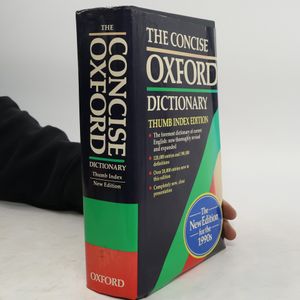 THE
CONCISE
OXFORD
DICTIONARY
Thumb Index
New Edition
OXFORD
THE CONCISE
OXFORD
DICTIONARY
THUMB INDEX EDITION
• The foremost dictionary of current
English: now thoroughly revised
and expanded
• 120,000 entries and 190,000
definitions
• Over 20,000 entries new to
this edition
• Completely new, clear
presentation
The
New Edition
for the
1990s